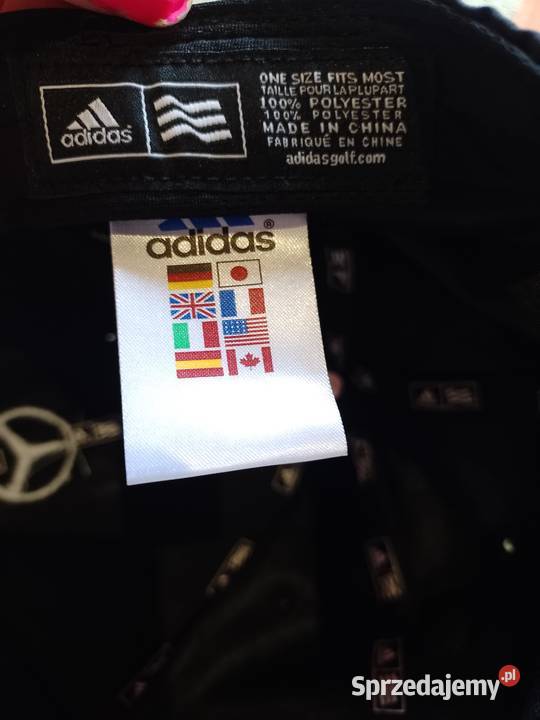 adidas
ONE SIZE FITS MOST
TAILLE POUR LA PLUPART
100% POLYESTER
100% POLYESTER
MADE IN CHINA
FABRIQUÉ EN CHINE
adidasgolf.com
adidas®
Sprzedajemy.pl